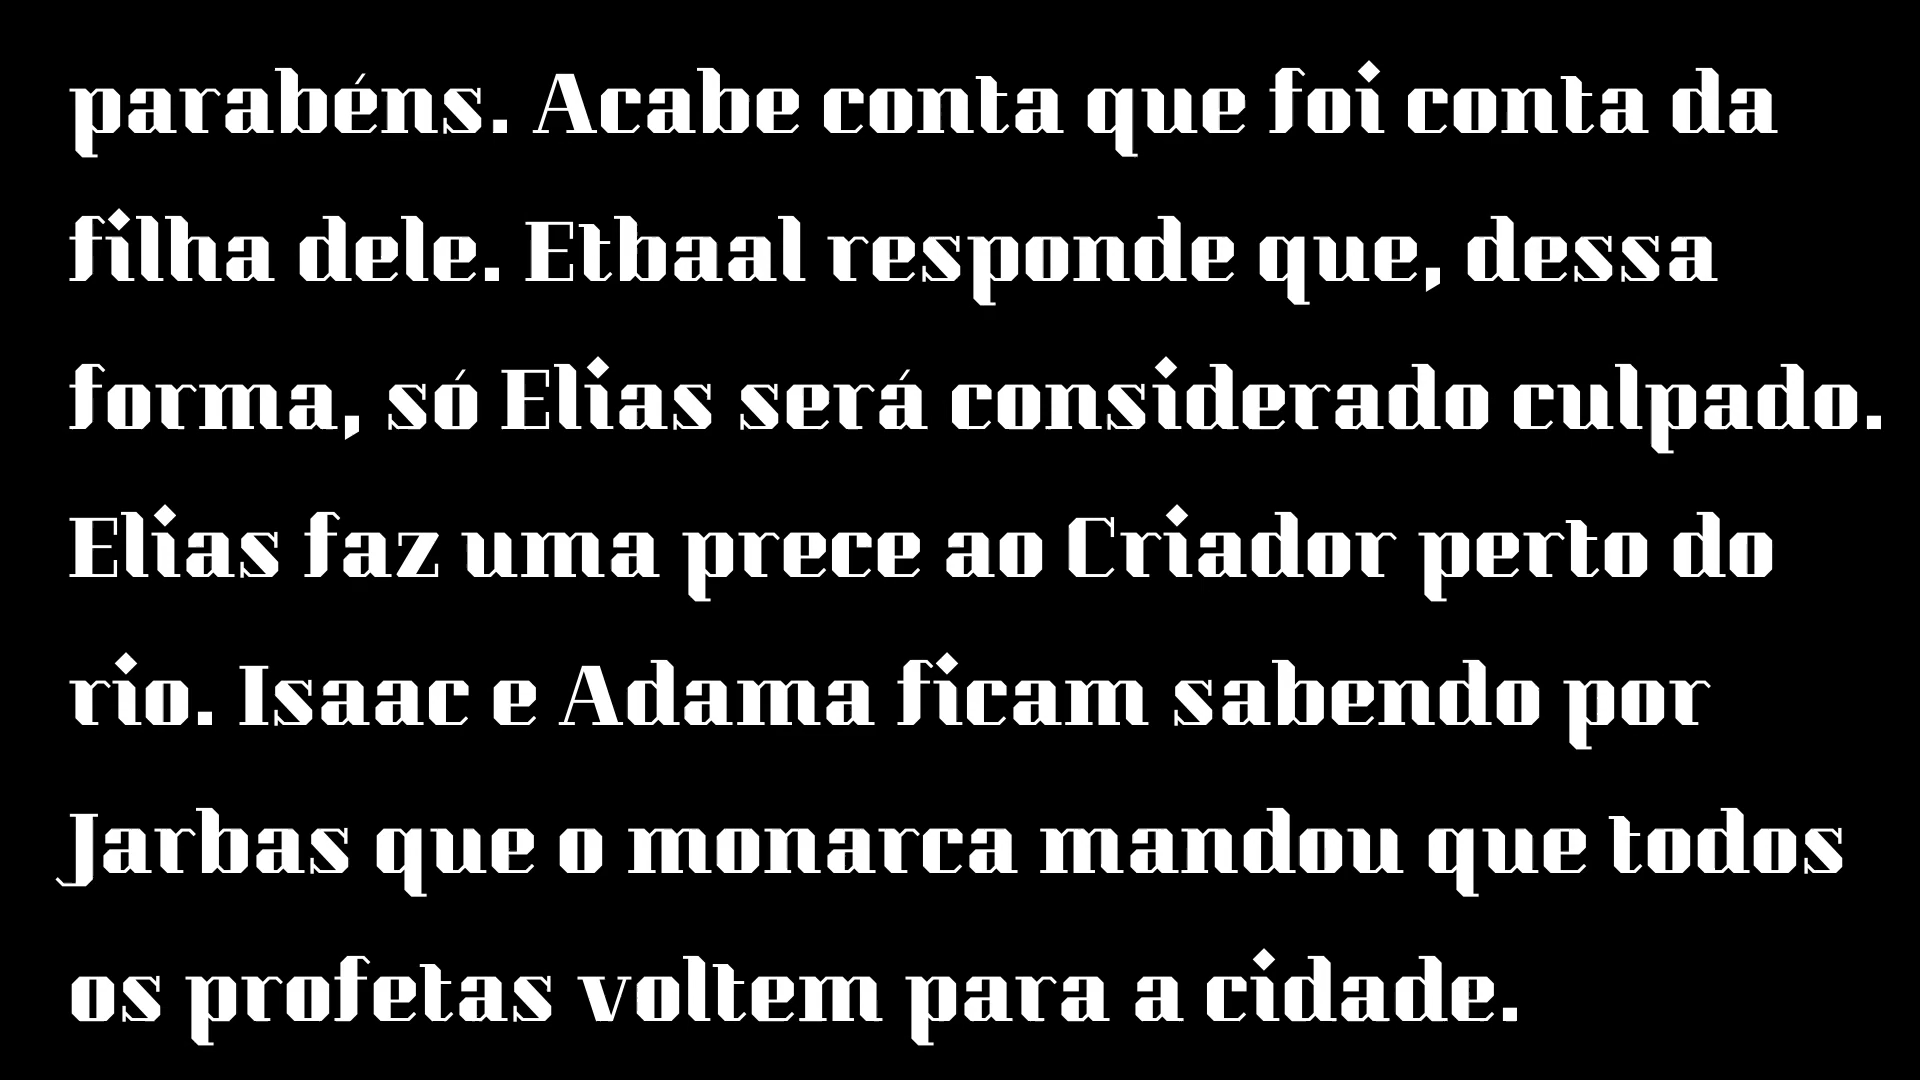 parabéns. Acabe conta que foi conta da
filha dele. Etbaal responde que, dessa
forma, só Elias será considerado culpado.
Elias faz uma prece ao Criador perto do
rio. Isaac e Adama ficam sabendo por
Jarbas que o monarca mandou que todos
os profetas voltem para a cidade.